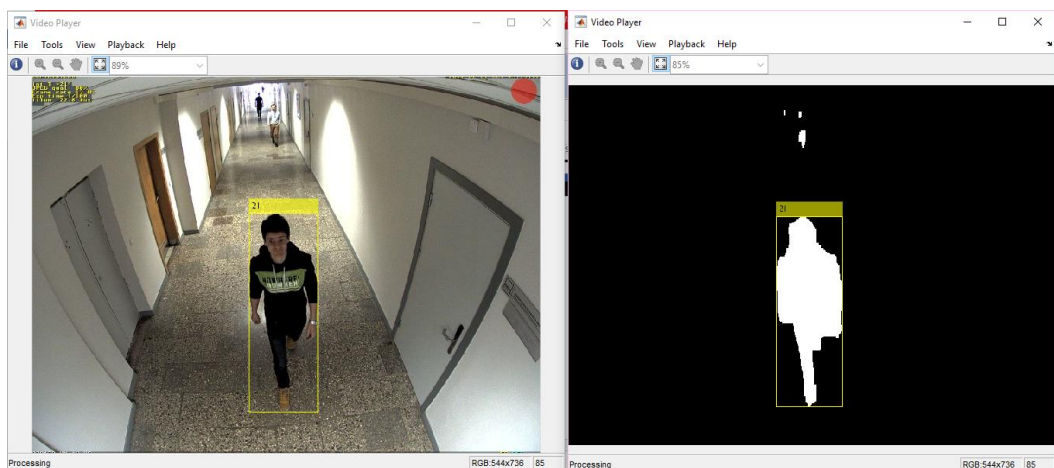 Video Player
File Tools View Playback Help
89%
21
Processing
RGB:544x736 85
Video Player
File Tools View Playback Help
85%
21
Processing
RGB:544x736 85